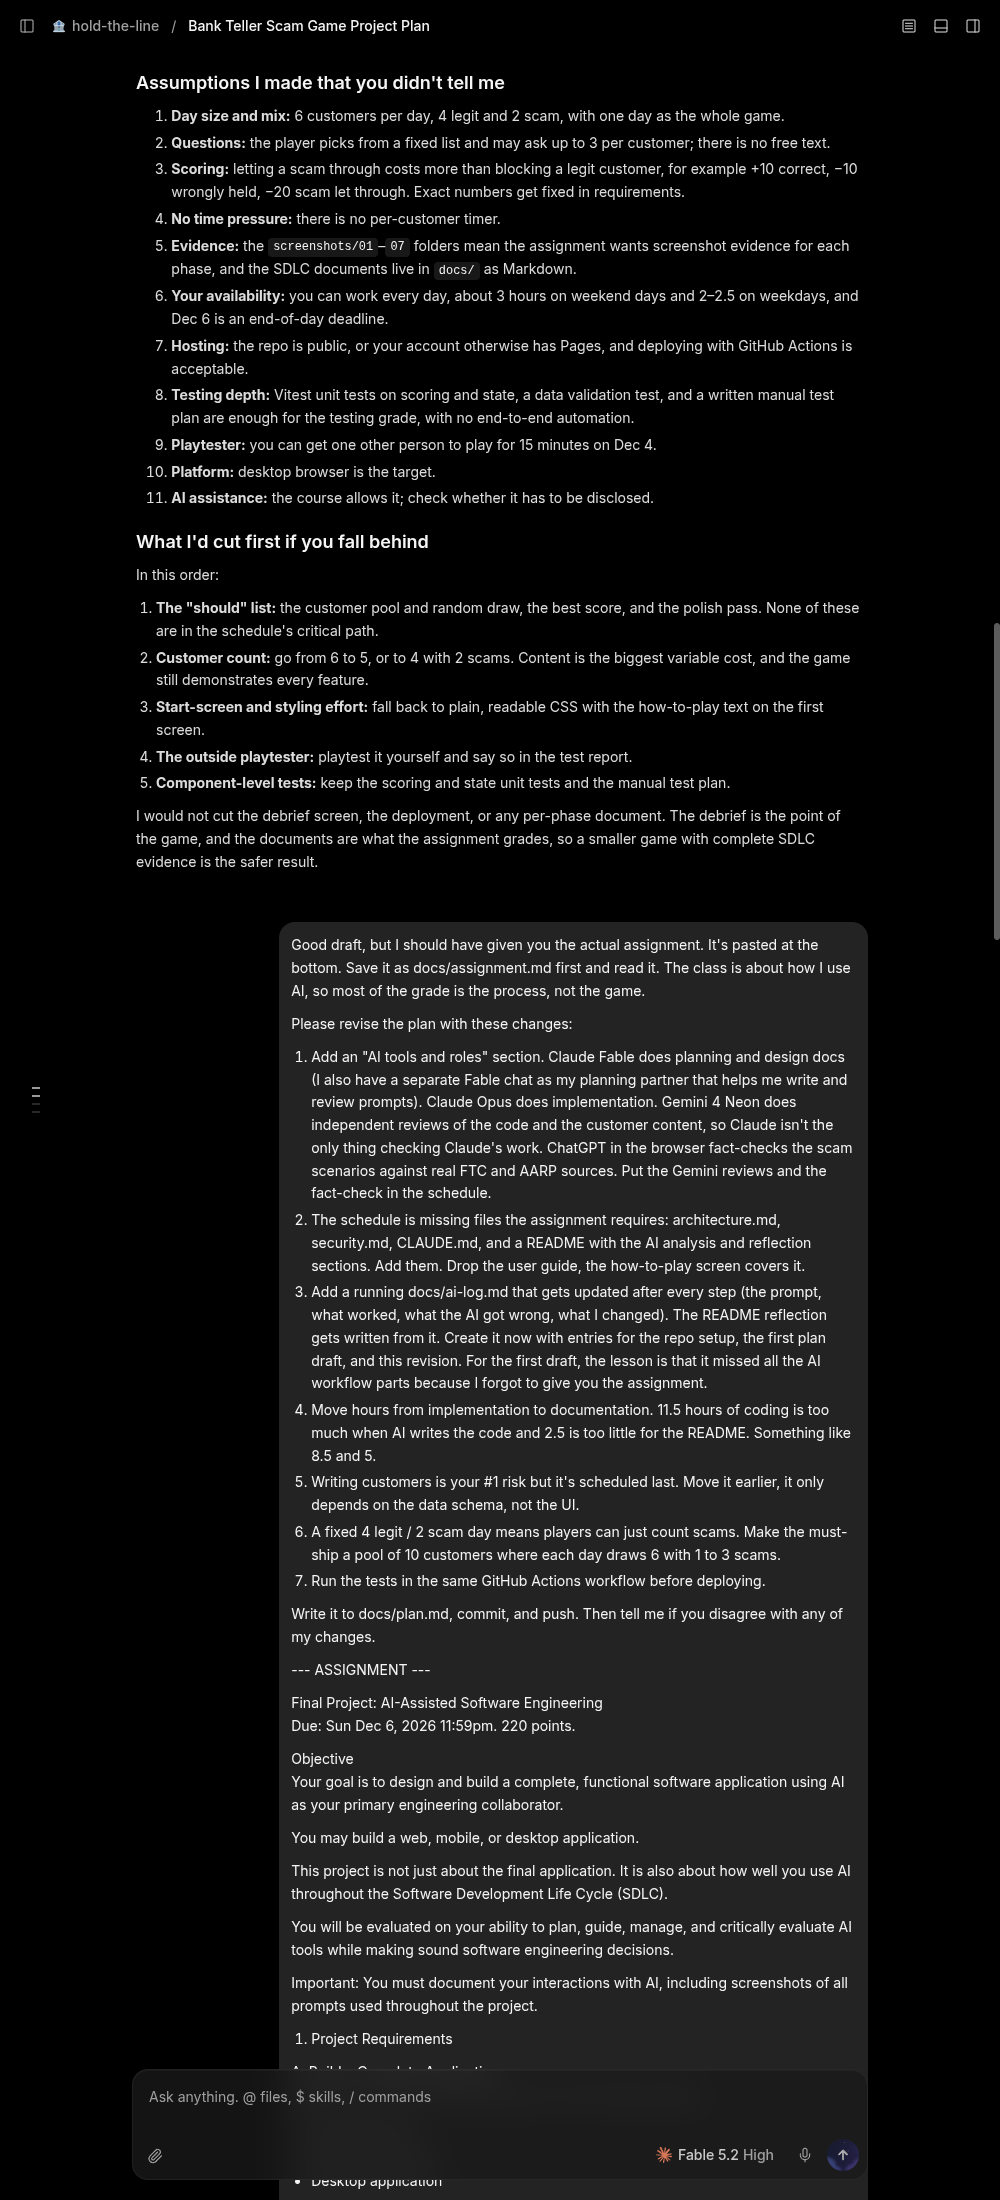 hold-the-line / Bank Teller Scam Game Project Plan
Assumptions I made that you didn't tell me
1. Day size and mix: 6 customers per day, 4 legit and 2 scam, with one day as the whole game.
2. Questions: the player picks from a fixed list and may ask up to 3 per customer; there is no free text.
3. Scoring: letting a scam through costs more than blocking a legit customer, for example +10 correct, −10
wrongly held, −20 scam let through. Exact numbers get fixed in requirements.
4. No time pressure: there is no per-customer timer.
5. Evidence: the screenshots/01–07 folders mean the assignment wants screenshot evidence for each
phase, and the SDLC documents live in docs/ as Markdown.
6. Your availability: you can work every day, about 3 hours on weekend days and 2–2.5 on weekdays, and
Dec 6 is an end-of-day deadline.
7. Hosting: the repo is public, or your account otherwise has Pages, and deploying with GitHub Actions is
acceptable.
8. Testing depth: Vitest unit tests on scoring and state, a data validation test, and a written manual test
plan are enough for the testing grade, with no end-to-end automation.
9. Playtester: you can get one other person to play for 15 minutes on Dec 4.
10. Platform: desktop browser is the target.
11. AI assistance: the course allows it; check whether it has to be disclosed.
What I'd cut first if you fall behind
In this order:
1. The "should" list: the customer pool and random draw, the best score, and the polish pass. None of these
are in the schedule's critical path.
2. Customer count: go from 6 to 5, or to 4 with 2 scams. Content is the biggest variable cost, and the game
still demonstrates every feature.
3. Start-screen and styling effort: fall back to plain, readable CSS with the how-to-play text on the first
screen.
4. The outside playtester: playtest it yourself and say so in the test report.
5. Component-level tests: keep the scoring and state unit tests and the manual test plan.
I would not cut the debrief screen, the deployment, or any per-phase document. The debrief is the point of
the game, and the documents are what the assignment grades, so a smaller game with complete SDLC
evidence is the safer result.
Good draft, but I should have given you the actual assignment. It's pasted at the
bottom. Save it as docs/assignment.md first and read it. The class is about how I use
AI, so most of the grade is the process, not the game.
Please revise the plan with these changes:
1. Add an "AI tools and roles" section. Claude Fable does planning and design docs
(I also have a separate Fable chat as my planning partner that helps me write and
review prompts). Claude Opus does implementation. Gemini 4 Neon does
independent reviews of the code and the customer content, so Claude isn't the
only thing checking Claude's work. ChatGPT in the browser fact-checks the scam
scenarios against real FTC and AARP sources. Put the Gemini reviews and the
fact-check in the schedule.
2. The schedule is missing files the assignment requires: architecture.md,
security.md, CLAUDE.md, and a README with the AI analysis and reflection
sections. Add them. Drop the user guide, the how-to-play screen covers it.
3. Add a running docs/ai-log.md that gets updated after every step (the prompt,
what worked, what the AI got wrong, what I changed). The README reflection
gets written from it. Create it now with entries for the repo setup, the first plan
draft, and this revision. For the first draft, the lesson is that it missed all the AI
workflow parts because I forgot to give you the assignment.
4. Move hours from implementation to documentation. 11.5 hours of coding is too
much when AI writes the code and 2.5 is too little for the README. Something like
8.5 and 5.
5. Writing customers is your #1 risk but it's scheduled last. Move it earlier, it only
depends on the data schema, not the UI.
6. A fixed 4 legit / 2 scam day means players can just count scams. Make the must-
ship a pool of 10 customers where each day draws 6 with 1 to 3 scams.
7. Run the tests in the same GitHub Actions workflow before deploying.
Write it to docs/plan.md, commit, and push. Then tell me if you disagree with any of
my changes.
--- ASSIGNMENT ---
Final Project: AI-Assisted Software Engineering
Due: Sun Dec 6, 2026 11:59pm. 220 points.
Objective
Your goal is to design and build a complete, functional software application using AI
as your primary engineering collaborator.
You may build a web, mobile, or desktop application.
This project is not just about the final application. It is also about how well you use AI
throughout the Software Development Life Cycle (SDLC).
You will be evaluated on your ability to plan, guide, manage, and critically evaluate AI
tools while making sound software engineering decisions.
Important: You must document your interactions with AI, including screenshots of all
prompts used throughout the project.
1. Project Requirements
Ask anything. @ files, $ skills, / commands
Fable 5.2 High
• Desktop application